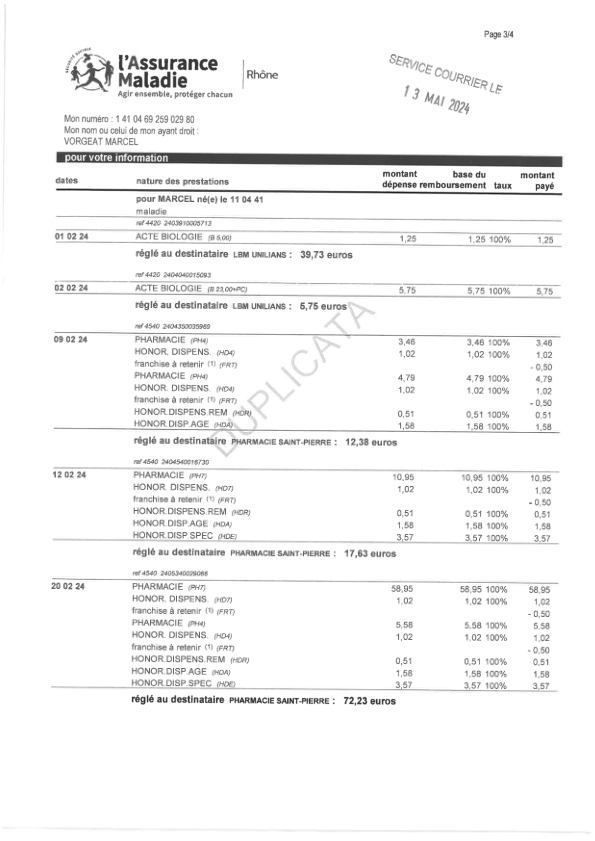 Page 3/4
SÉCURITÉ SOCIALE
l'Assurance
Maladie
Agir ensemble, protéger chacun
Rhône
SERVICE COURRIER LE
13 MAI 2024
Mon numéro : 1 41 04 69 259 029 80
Mon nom ou celui de mon ayant droit :
VORGEAT MARCEL
pour votre information
dates nature des prestations montant dépense base du remboursement taux montant payé
pour MARCEL né(e) le 11 04 41
maladie
ref 4420 2403910005713
01 02 24 ACTE BIOLOGIE (B 5,00) 1,25 1,25 100% 1,25
réglé au destinataire LBM UNILIANS : 39,73 euros
ref 4420 2404040015093
02 02 24 ACTE BIOLOGIE (B 23,00+PC) 5,75 5,75 100% 5,75
réglé au destinataire LBM UNILIANS : 5,75 euros
ref 4540 2404350035969
09 02 24 PHARMACIE (PH4) 3,46 3,46 100% 3,46
HONOR. DISPENS. (HD4) 1,02 1,02 100% 1,02
franchise à retenir (1) (FRT) - 0,50
PHARMACIE (PH4) 4,79 4,79 100% 4,79
HONOR. DISPENS. (HD4) 1,02 1,02 100% 1,02
franchise à retenir (1) (FRT) - 0,50
HONOR.DISPENS.REM (HDR) 0,51 0,51 100% 0,51
HONOR.DISP.AGE (HDA) 1,58 1,58 100% 1,58
réglé au destinataire PHARMACIE SAINT-PIERRE : 12,38 euros
ref 4540 2404540016730
12 02 24 PHARMACIE (PH7) 10,95 10,95 100% 10,95
HONOR. DISPENS. (HD7) 1,02 1,02 100% 1,02
franchise à retenir (1) (FRT) - 0,50
HONOR.DISPENS.REM (HDR) 0,51 0,51 100% 0,51
HONOR.DISP.AGE (HDA) 1,58 1,58 100% 1,58
HONOR.DISP.SPEC (HDE) 3,57 3,57 100% 3,57
réglé au destinataire PHARMACIE SAINT-PIERRE : 17,63 euros
ref 4540 2405340029066
20 02 24 PHARMACIE (PH7) 58,95 58,95 100% 58,95
HONOR. DISPENS. (HD7) 1,02 1,02 100% 1,02
franchise à retenir (1) (FRT) - 0,50
PHARMACIE (PH4) 5,58 5,58 100% 5,58
HONOR. DISPENS. (HD4) 1,02 1,02 100% 1,02
franchise à retenir (1) (FRT) - 0,50
HONOR.DISPENS.REM (HDR) 0,51 0,51 100% 0,51
HONOR.DISP.AGE (HDA) 1,58 1,58 100% 1,58
HONOR.DISP.SPEC (HDE) 3,57 3,57 100% 3,57
réglé au destinataire PHARMACIE SAINT-PIERRE : 72,23 euros
DUPLICATA